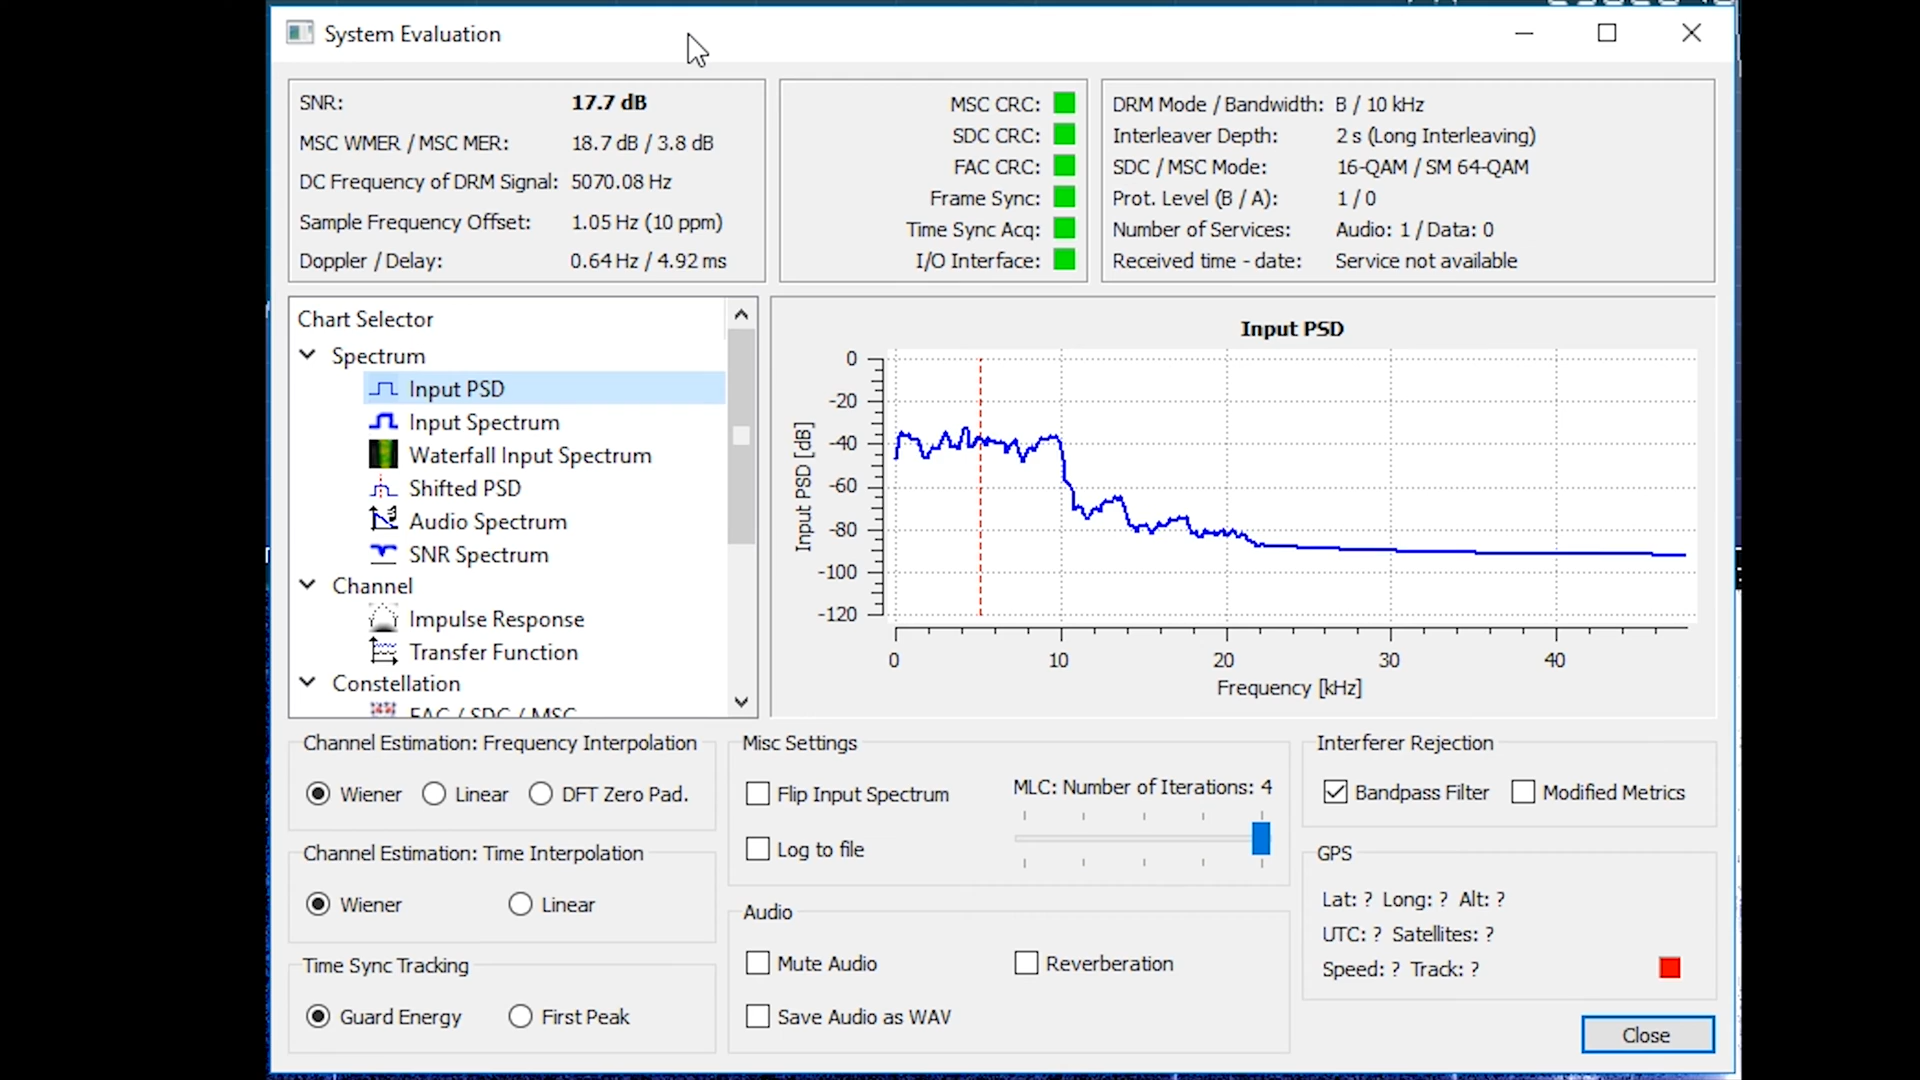 System Evaluation
SNR: 17.7 dB
MSC WMER / MSC MER: 18.7 dB / 3.8 dB
DC Frequency of DRM Signal: 5070.08 Hz
Sample Frequency Offset: 1.05 Hz (10 ppm)
Doppler / Delay: 0.64 Hz / 4.92 ms
MSC CRC:
SDC CRC:
FAC CRC:
Frame Sync:
Time Sync Acq:
I/O Interface:
DRM Mode / Bandwidth: B / 10 kHz
Interleaver Depth: 2 s (Long Interleaving)
SDC / MSC Mode: 16-QAM / SM 64-QAM
Prot. Level (B / A): 1 / 0
Number of Services: Audio: 1 / Data: 0
Received time - date: Service not available
Chart Selector
Spectrum
Input PSD
Input Spectrum
Waterfall Input Spectrum
Shifted PSD
Audio Spectrum
SNR Spectrum
Channel
Impulse Response
Transfer Function
Constellation
FAC / SDC / MSC
Input PSD
Input PSD [dB]
0
-20
-40
-60
-80
-100
-120
0 10 20 30 40
Frequency [kHz]
Channel Estimation: Frequency Interpolation
Wiener Linear DFT Zero Pad.
Channel Estimation: Time Interpolation
Wiener Linear
Time Sync Tracking
Guard Energy First Peak
Misc Settings
Flip Input Spectrum
Log to file
MLC: Number of Iterations: 4
Audio
Mute Audio Reverberation
Save Audio as WAV
Interferer Rejection
Bandpass Filter Modified Metrics
GPS
Lat: ? Long: ? Alt: ?
UTC: ? Satellites: ?
Speed: ? Track: ?
Close